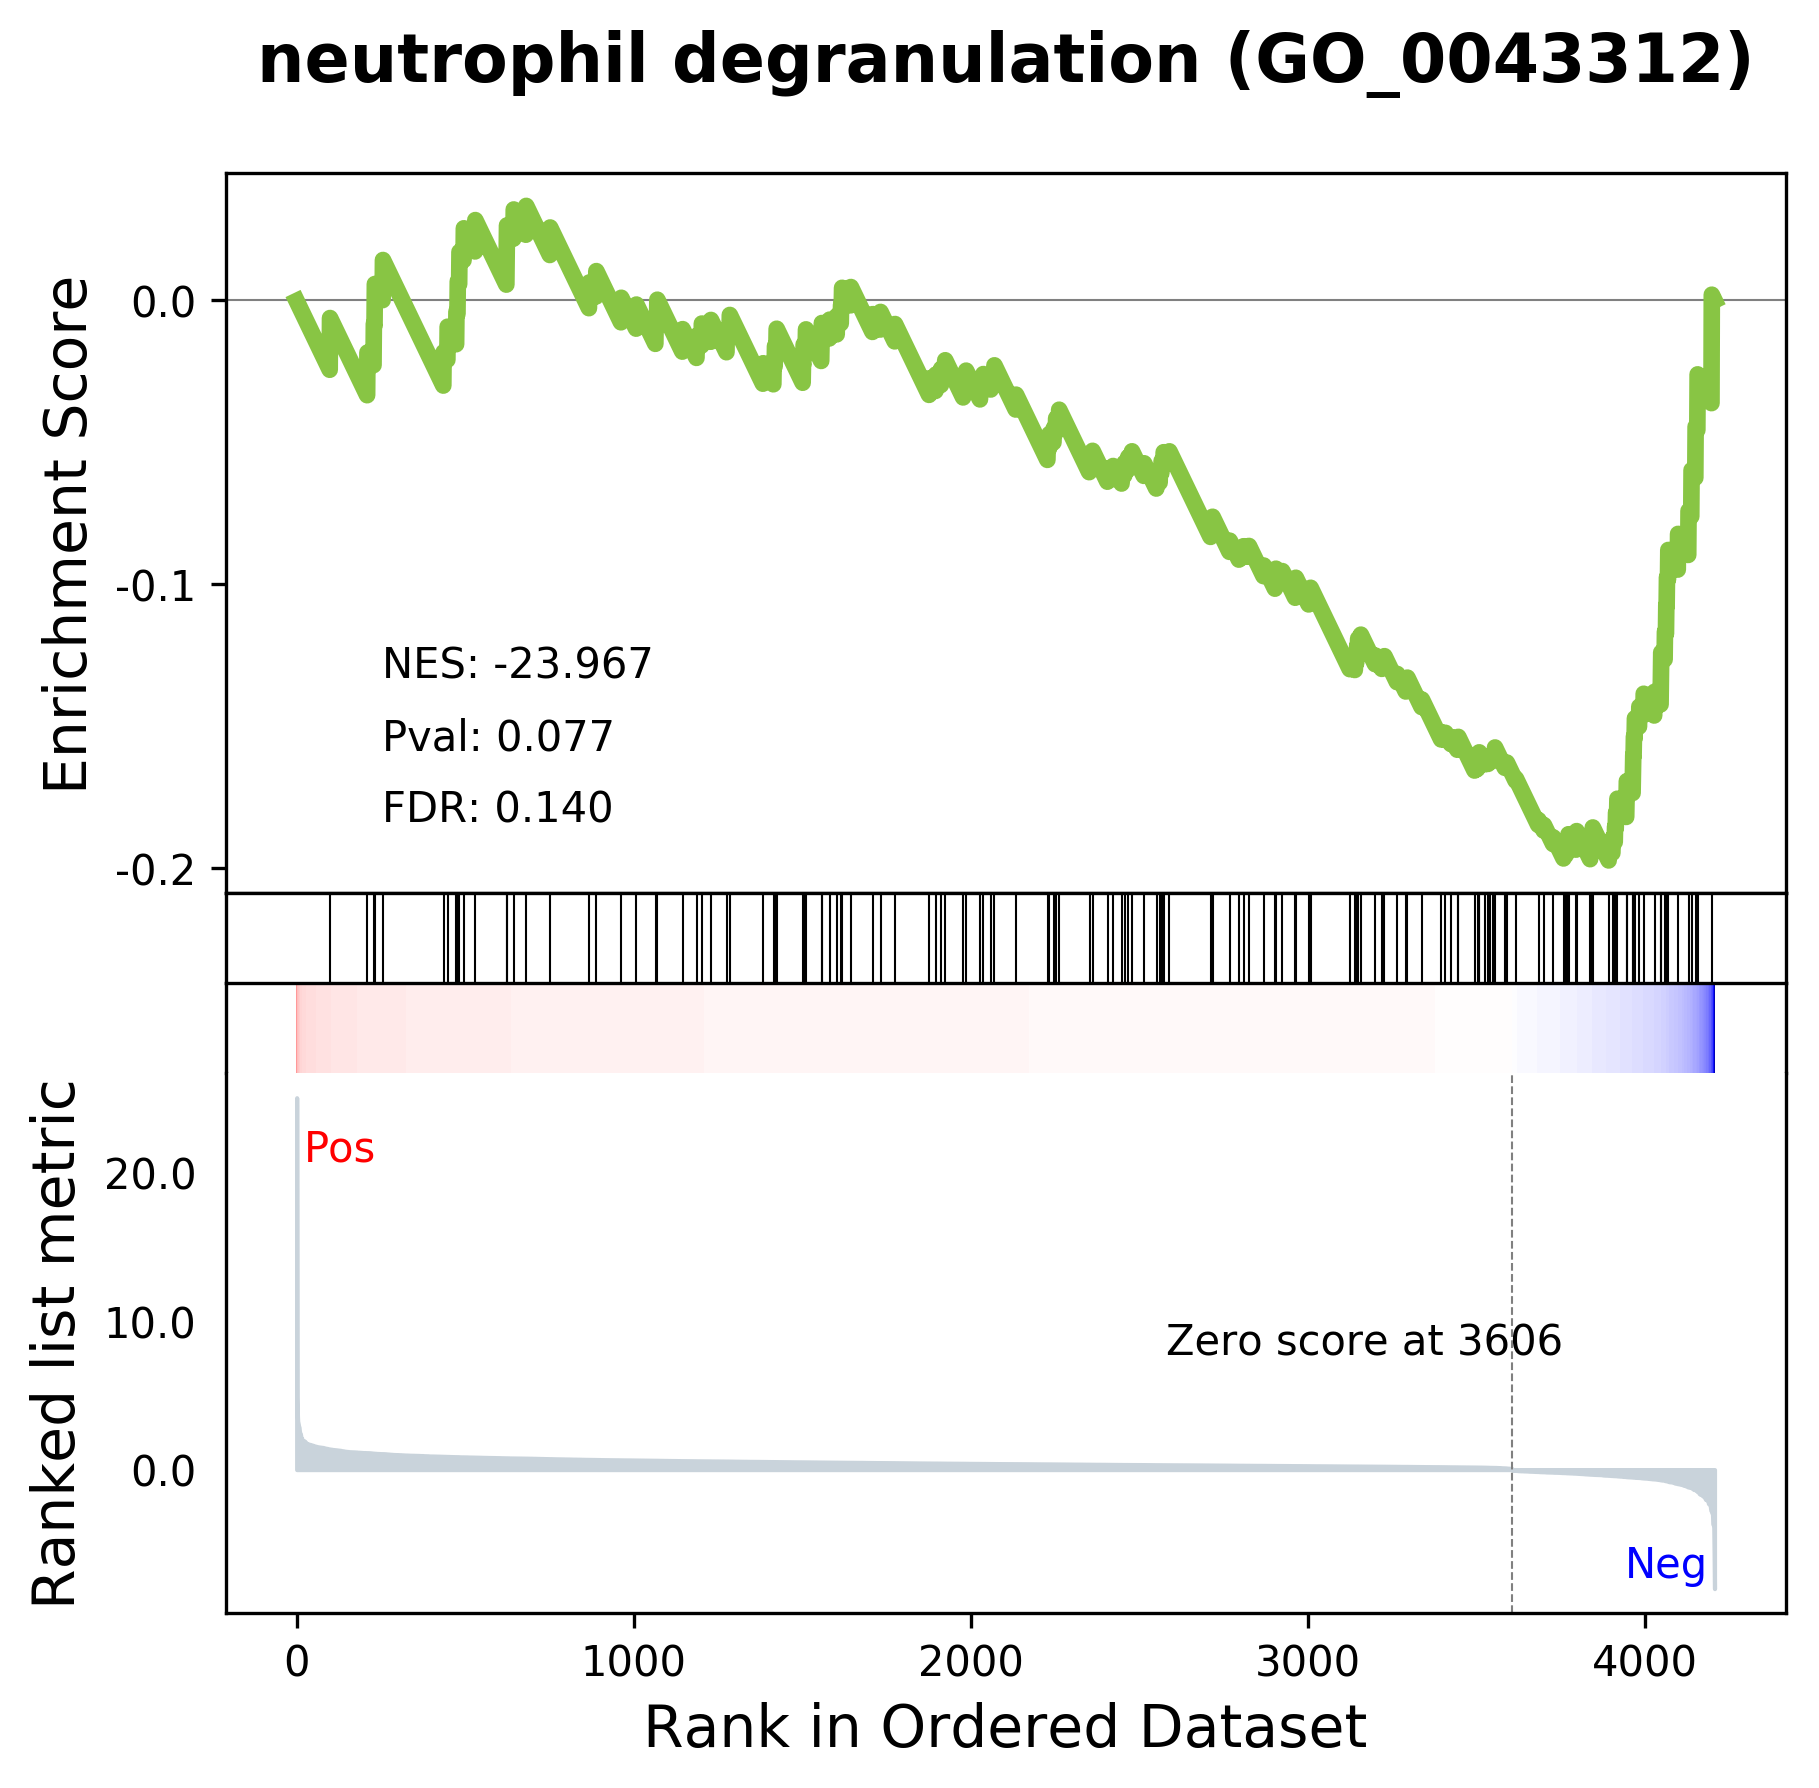 neutrophil degranulation (GO_0043312)
Enrichment Score
0.0
-0.1
-0.2
NES: -23.967
Pval: 0.077
FDR: 0.140
Ranked list metric
20.0
10.0
0.0
Pos
Zero score at 3606
Neg
0 1000 2000 3000 4000
Rank in Ordered Dataset